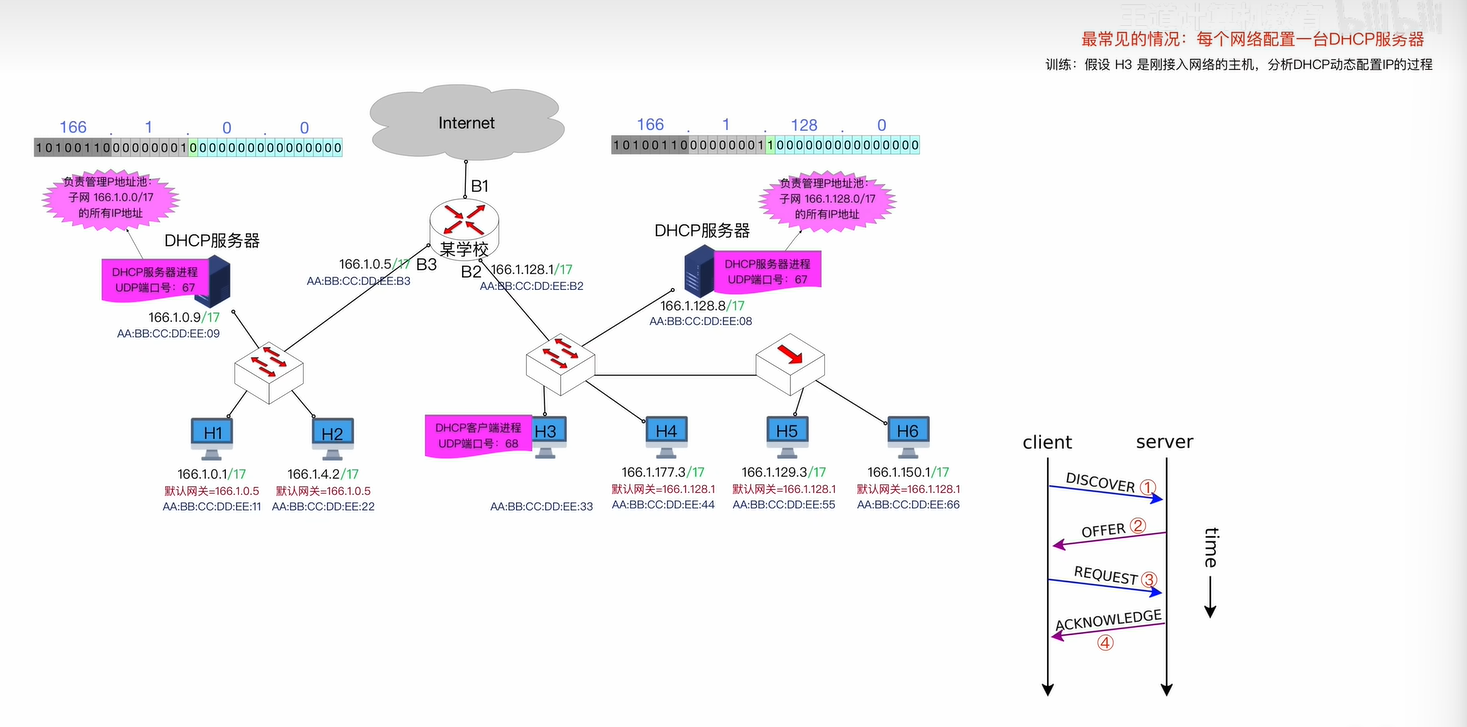 最常见的情况：每个网络配置一台DHCP服务器
训练：假设 H3 是刚接入网络的主机，分析DHCP动态配置IP的过程
Internet
166 . 1 . 0 . 0
10100110000000010000000000000000
166 . 1 . 128 . 0
10100110000000011000000000000000
负责管理P地址池：
子网 166.1.0.0/17
的所有IP地址
负责管理P地址池：
子网 166.1.128.0/17
的所有IP地址
B1
某学校
B3
B2
DHCP服务器
DHCP服务器进程
UDP端口号：67
166.1.0.9/17
AA:BB:CC:DD:EE:09
166.1.0.5/17
AA:BB:CC:DD:EE:B3
166.1.128.1/17
AA:BB:CC:DD:EE:B2
DHCP服务器
DHCP服务器进程
UDP端口号：67
166.1.128.8/17
AA:BB:CC:DD:EE:08
H1
166.1.0.1/17
默认网关=166.1.0.5
AA:BB:CC:DD:EE:11
H2
166.1.4.2/17
默认网关=166.1.0.5
AA:BB:CC:DD:EE:22
DHCP客户端进程
UDP端口号：68
H3
AA:BB:CC:DD:EE:33
H4
166.1.177.3/17
默认网关=166.1.128.1
AA:BB:CC:DD:EE:44
H5
166.1.129.3/17
默认网关=166.1.128.1
AA:BB:CC:DD:EE:55
H6
166.1.150.1/17
默认网关=166.1.128.1
AA:BB:CC:DD:EE:66
client
server
DISCOVER ①
OFFER ②
REQUEST ③
ACKNOWLEDGE
④
time
bilibili